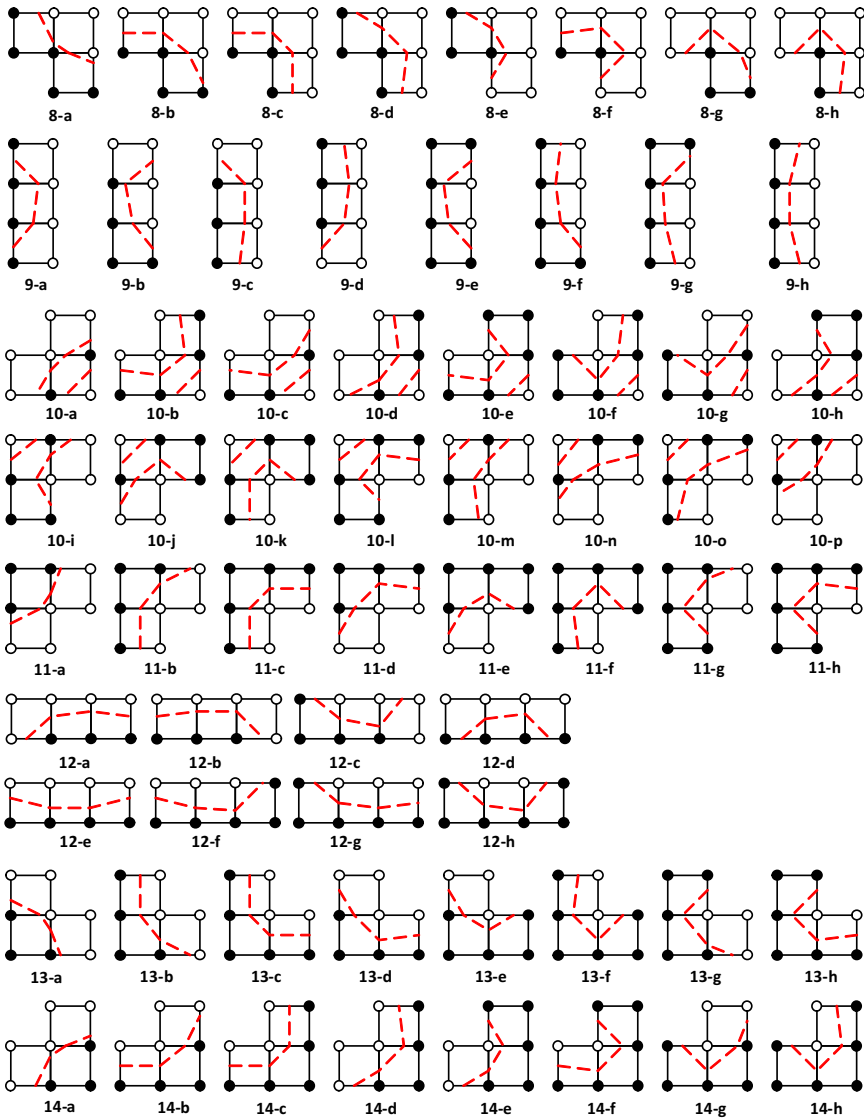 8-a 8-b 8-c 8-d 8-e 8-f 8-g 8-h
9-a 9-b 9-c 9-d 9-e 9-f 9-g 9-h
10-a 10-b 10-c 10-d 10-e 10-f 10-g 10-h
10-i 10-j 10-k 10-l 10-m 10-n 10-o 10-p
11-a 11-b 11-c 11-d 11-e 11-f 11-g 11-h
12-a 12-b 12-c 12-d
12-e 12-f 12-g 12-h
13-a 13-b 13-c 13-d 13-e 13-f 13-g 13-h
14-a 14-b 14-c 14-d 14-e 14-f 14-g 14-h